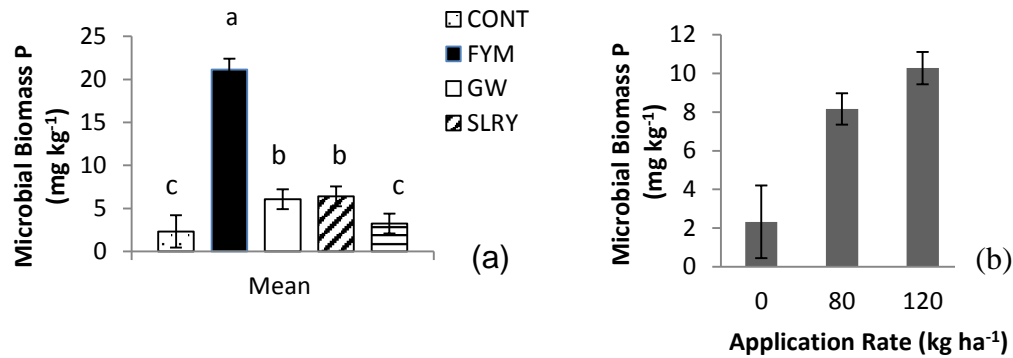 Microbial Biomass P
(mg kg-1)
25
20
15
10
5
0
a
b
b
c
c
Mean
(a)
CONT
FYM
GW
SLRY
Microbial Biomass P
(mg kg-1)
12
10
8
6
4
2
0
0
80
120
(b)
Application Rate (kg ha-1)